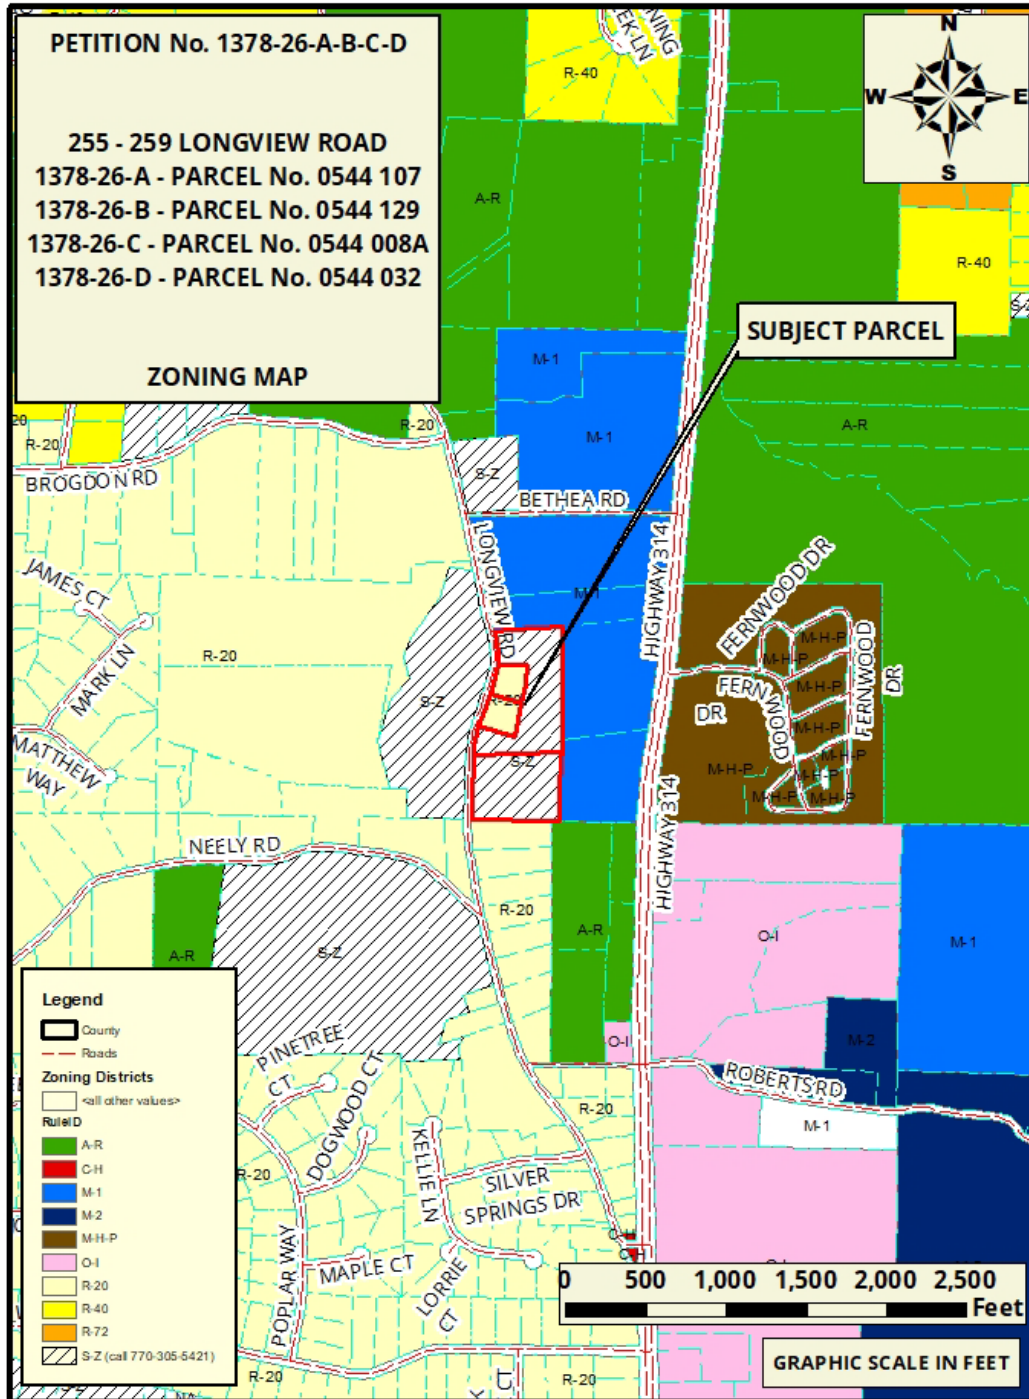 PETITION No. 1378-26-A-B-C-D
255 - 259 LONGVIEW ROAD
1378-26-A - PARCEL No. 0544 107
1378-26-B - PARCEL No. 0544 129
1378-26-C - PARCEL No. 0544 008A
1378-26-D - PARCEL No. 0544 032
ZONING MAP
N
W
E
S
R-40
A-R
R-40
SUBJECT PARCEL
M-1
A-R
M-1
R-20
R-20
S-Z
BROGDON RD
BETHEA RD
LONGVIEW RD
HIGHWAY 314
M-1
JAMES CT
MARK LN
MATTHEW
WAY
R-20
S-Z
R-20
S-Z
FERNWOOD DR
FERNWOOD
DR
FERNWOOD
DR
M-H-P
M-H-P
M-H-P
M-H-P
M-H-P
M-H-P
M-H-P
M-H-P
M-H-P
HIGHWAY 314
NEELY RD
R-20
A-R
O-I
M-1
A-R
S-Z
M-2
O-I
ROBERTS RD
M-1
PINETREE
CT
DOGWOOD CT
KELLIE LN
R-20
R-20
SILVER
SPRINGS DR
POPLAR WAY
MAPLE CT
LORRIE
CT
C-H
C-H
R-20
R-20
CT
Legend
County
Roads
Zoning Districts
<all other values>
RuleID
A-R
C-H
M-1
M-2
M-H-P
O-I
R-20
R-40
R-72
S-Z (call 770-305-5421)
0 500 1,000 1,500 2,000 2,500
Feet
GRAPHIC SCALE IN FEET